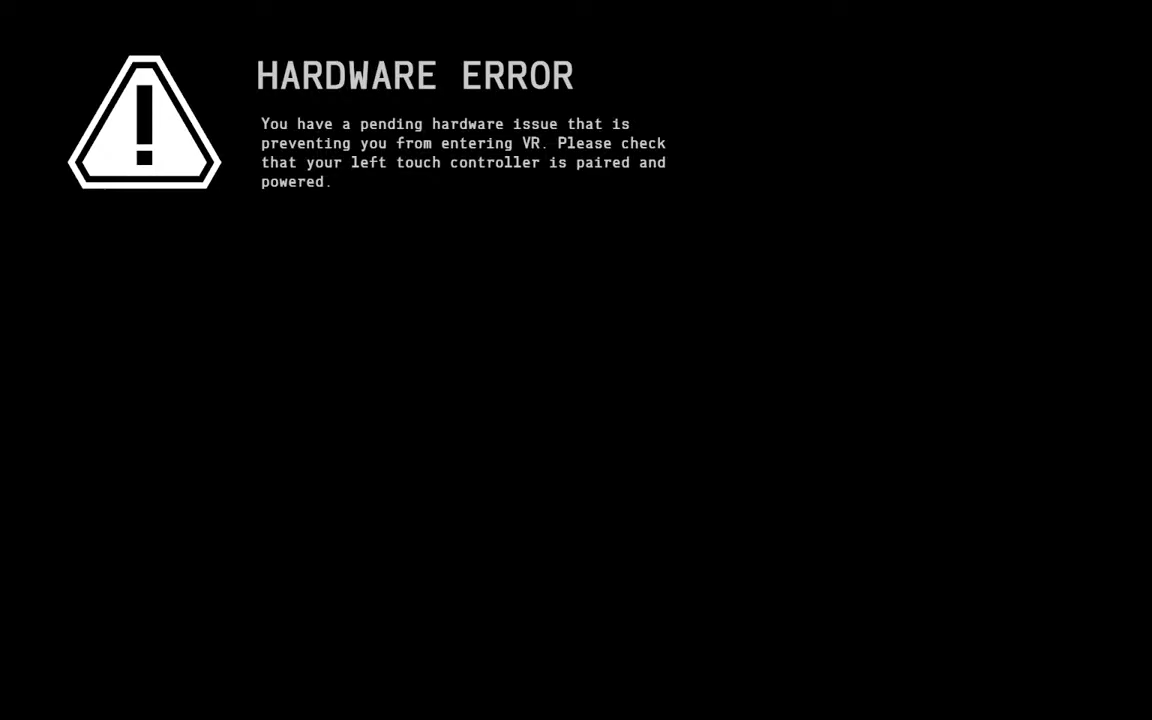 HARDWARE ERROR
You have a pending hardware issue that is
preventing you from entering VR. Please check
that your left touch controller is paired and
powered.